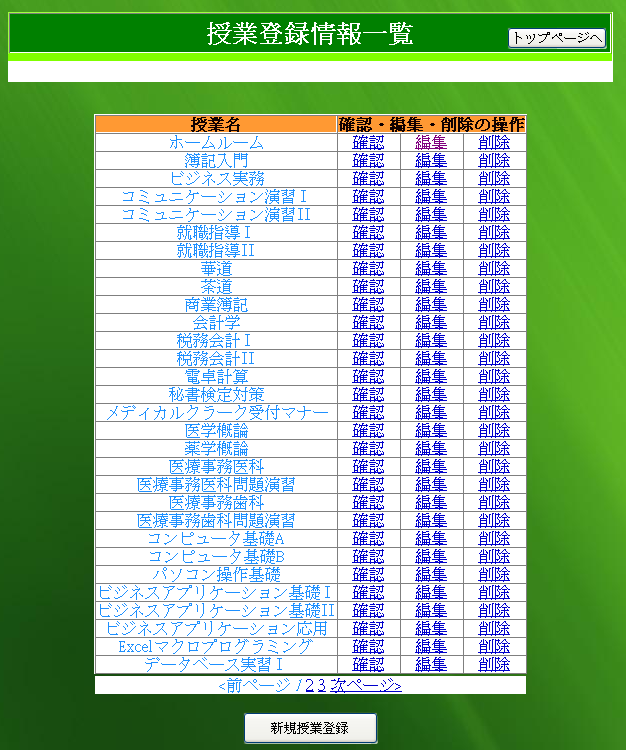 授業登録情報一覧
トップページへ
授業名 確認・編集・削除の操作
ホームルーム 確認 編集 削除
簿記入門 確認 編集 削除
ビジネス実務 確認 編集 削除
コミュニケーション演習Ⅰ 確認 編集 削除
コミュニケーション演習II 確認 編集 削除
就職指導Ⅰ 確認 編集 削除
就職指導II 確認 編集 削除
華道 確認 編集 削除
茶道 確認 編集 削除
商業簿記 確認 編集 削除
会計学 確認 編集 削除
税務会計Ⅰ 確認 編集 削除
税務会計II 確認 編集 削除
電卓計算 確認 編集 削除
秘書検定対策 確認 編集 削除
メディカルクラーク受付マナー 確認 編集 削除
医学概論 確認 編集 削除
薬学概論 確認 編集 削除
医療事務医科 確認 編集 削除
医療事務医科問題演習 確認 編集 削除
医療事務歯科 確認 編集 削除
医療事務歯科問題演習 確認 編集 削除
コンピュータ基礎A 確認 編集 削除
コンピュータ基礎B 確認 編集 削除
パソコン操作基礎 確認 編集 削除
ビジネスアプリケーション基礎Ⅰ 確認 編集 削除
ビジネスアプリケーション基礎II 確認 編集 削除
ビジネスアプリケーション応用 確認 編集 削除
Excelマクロプログラミング 確認 編集 削除
データベース実習Ⅰ 確認 編集 削除
<前ページ 1 2 3 次ページ>
新規授業登録